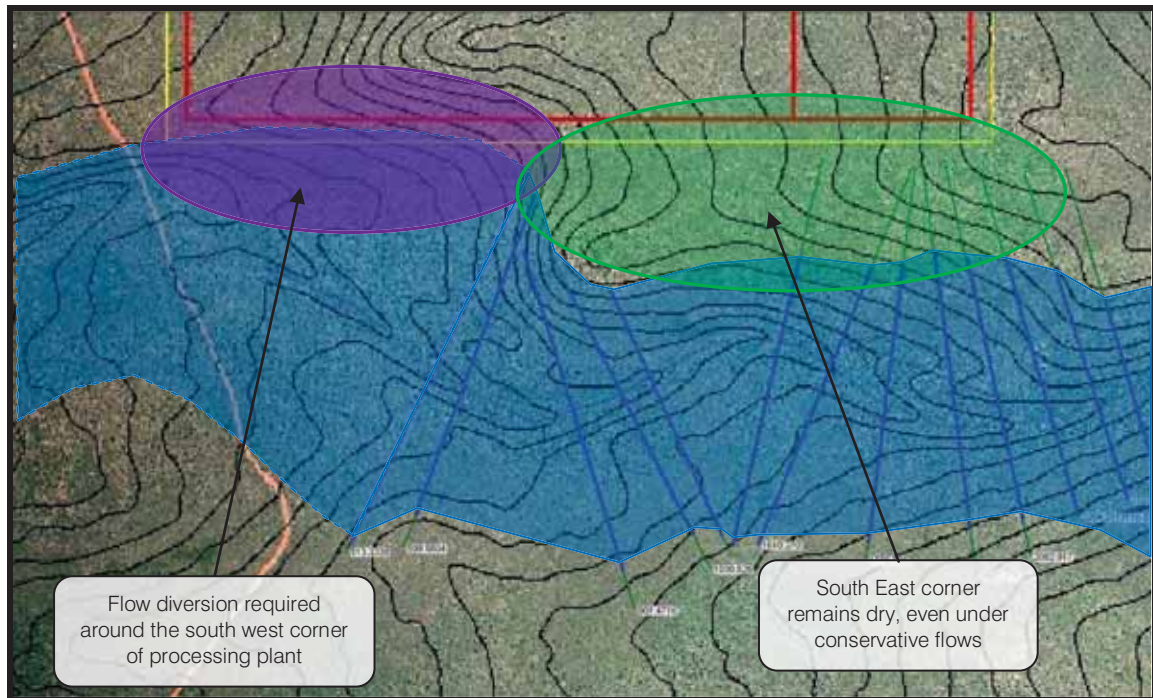 Flow diversion required
around the south west corner
of processing plant
South East corner
remains dry, even under
conservative flows